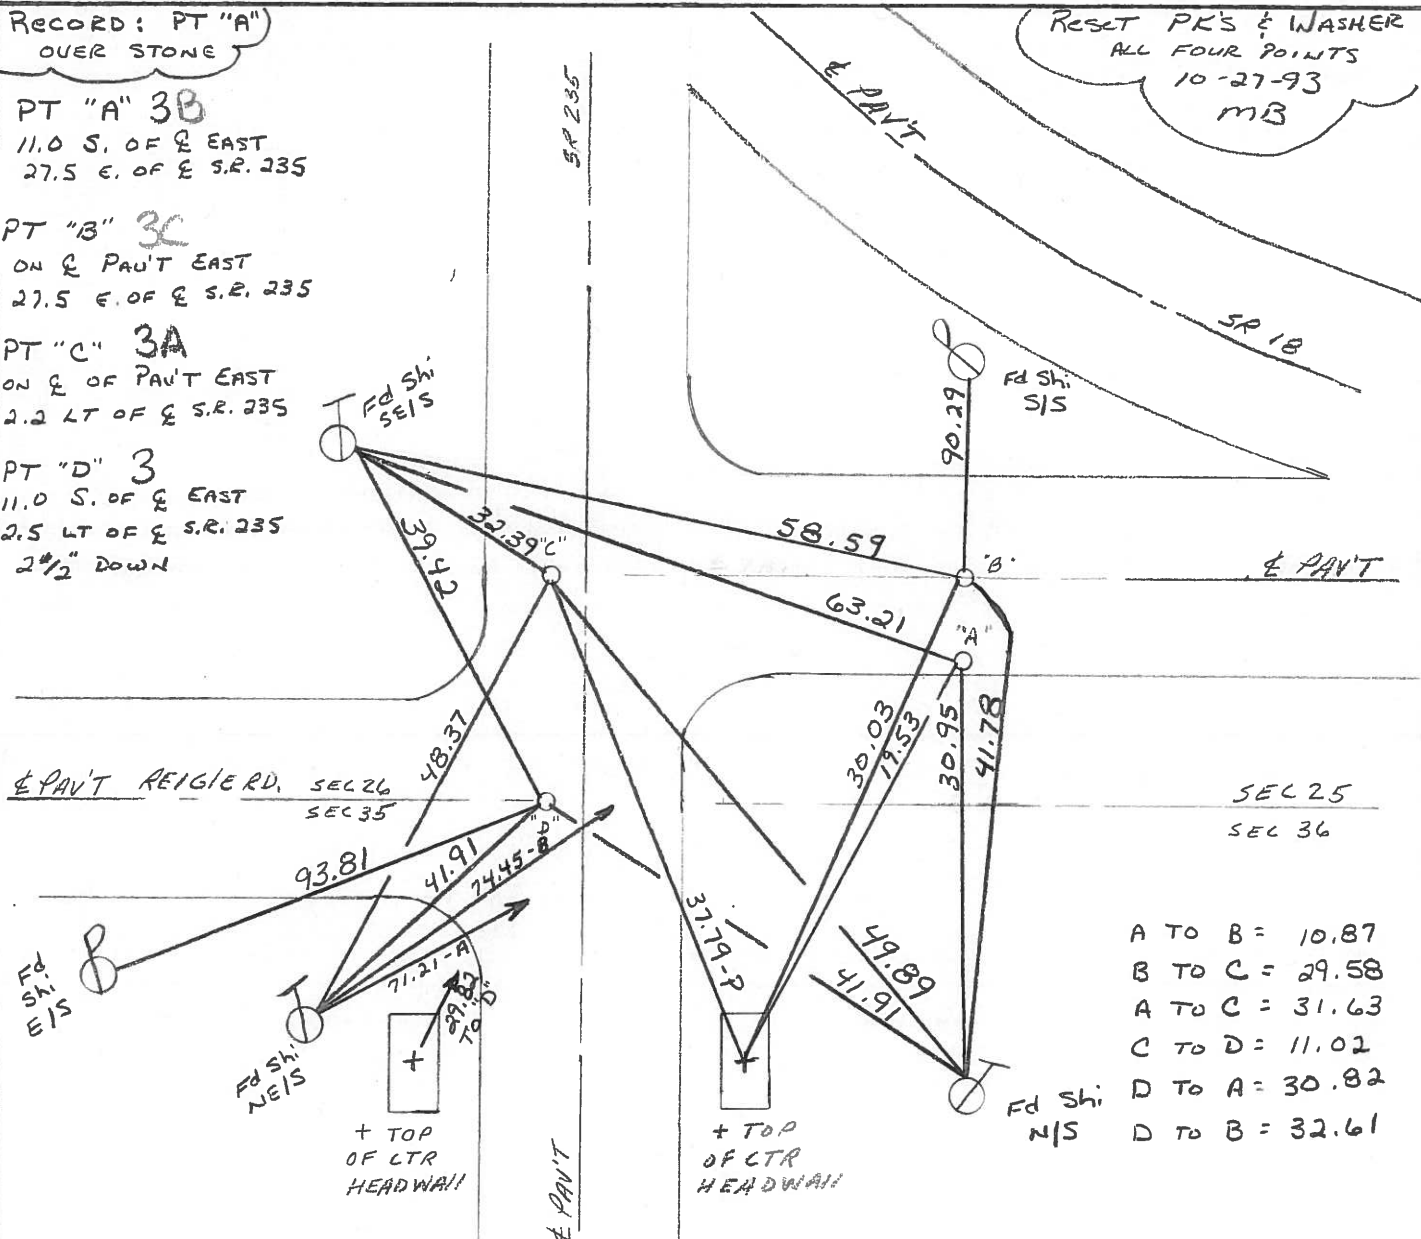 RECORD: PT "A"
OVER STONE
RESET PK'S & WASHER
ALL FOUR POINTS
10-27-93
MB
PT "A" 3B
11.0 S. OF ℄ EAST
27.5 E. OF ℄ S.R. 235
PT "B" 3C
ON ℄ PAV'T EAST
27.5 E. OF ℄ S.R. 235
PT "C" 3A
ON ℄ OF PAV'T EAST
2.2 LT OF ℄ S.R. 235
PT "D" 3
11.0 S. OF ℄ EAST
2.5 LT OF ℄ S.R. 235
2 1/2" DOWN
SR 235
℄ PAV'T
SR 18
Fd Shi
SE/S
Fd Shi
S/S
90.29
58.59
32.39
"C"
39.42
63.21
"B"
℄ PAV'T
"A"
48.37
30.03
19.53
30.95
41.78
℄ PAV'T REIGLE RD.
SEC 26
SEC 35
SEC 25
SEC 36
"D"
93.81
41.91
74.45-B
71.21-A
29.87
TO "D"
37.79-P
49.89
41.91
Fd
Shi
E/S
Fd Shi
NE/S
Fd Shi
N/S
+ TOP
OF CTR
HEADWALL
+ TOP
OF CTR
HEADWALL
℄ PAV'T
A TO B = 10.87
B TO C = 29.58
A TO C = 31.63
C TO D = 11.02
D TO A = 30.82
D TO B = 32.61